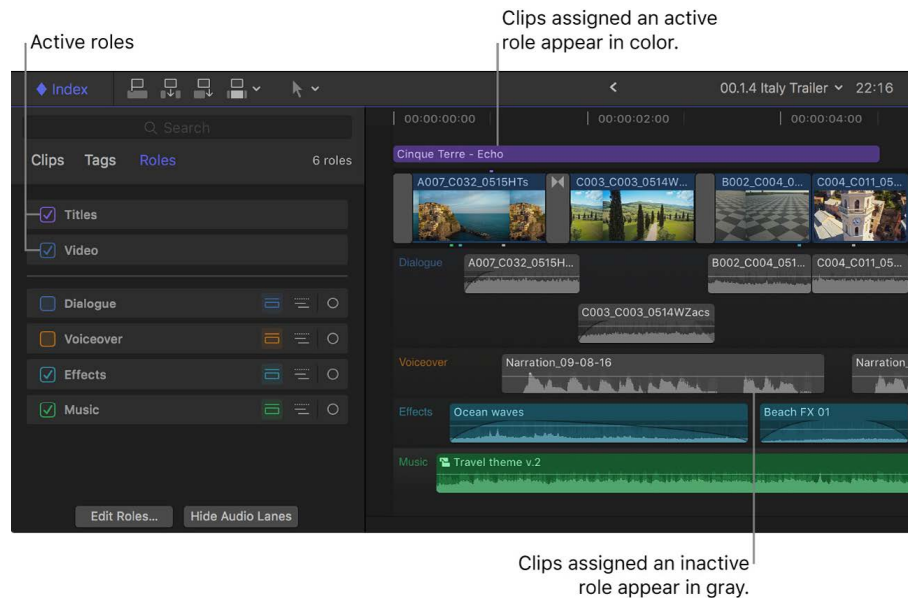 Clips assigned an active
role appear in color.
Active roles
Index
00.1.4 Italy Trailer
22:16
Search
00:00:00:00
00:00:02:00
00:00:04:00
Clips
Tags
Roles
6 roles
Cinque Terre - Echo
A007_C032_0515HTs
C003_C003_0514W...
B002_C004_0...
C004_C011_05...
Titles
Video
Dialogue
A007_C032_0515H...
B002_C004_051...
C004_C011_05...
Dialogue
C003_C003_0514WZacs
Voiceover
Voiceover
Narration_09-08-16
Narration_
Effects
Effects
Ocean waves
Beach FX 01
Music
Music
Travel theme v.2
Edit Roles...
Hide Audio Lanes
Clips assigned an inactive
role appear in gray.